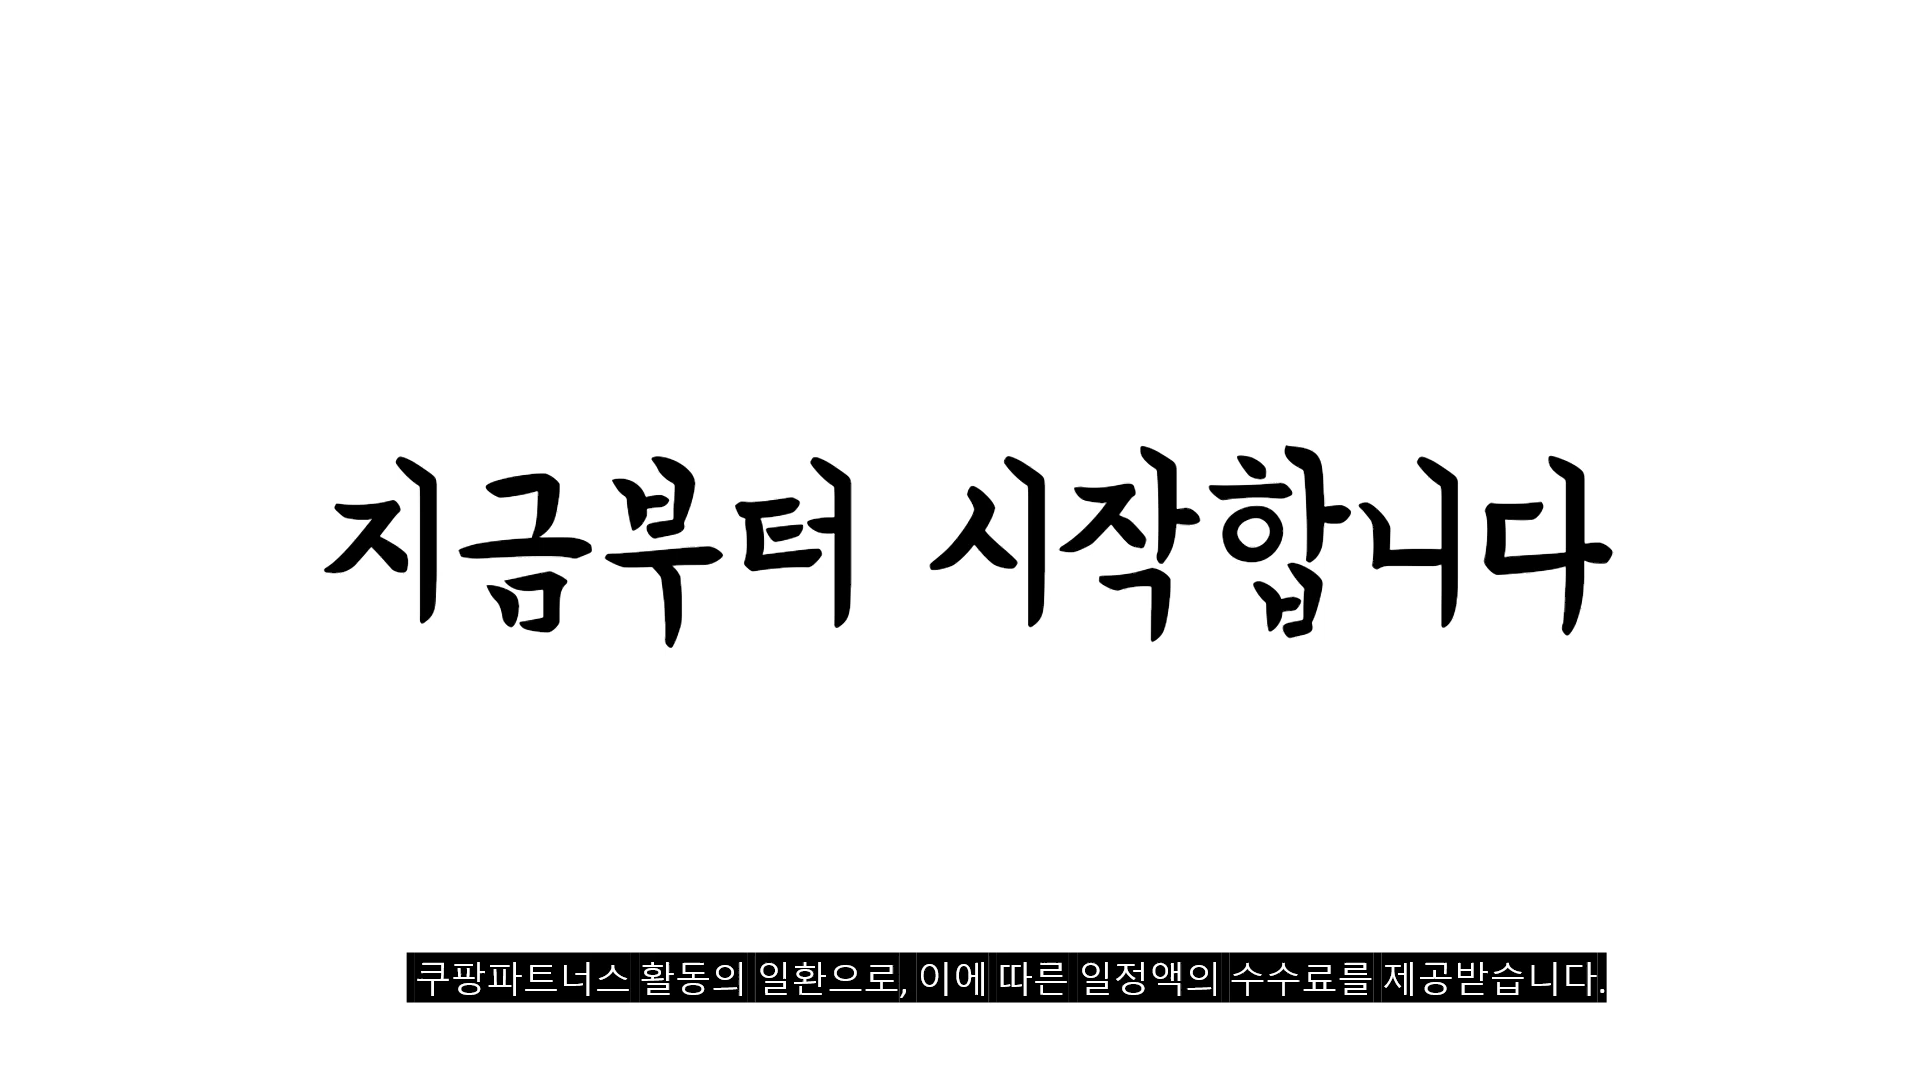 지금부터 시작합니다
쿠팡파트너스 활동의 일환으로, 이에 따른 일정액의 수수료를 제공받습니다.